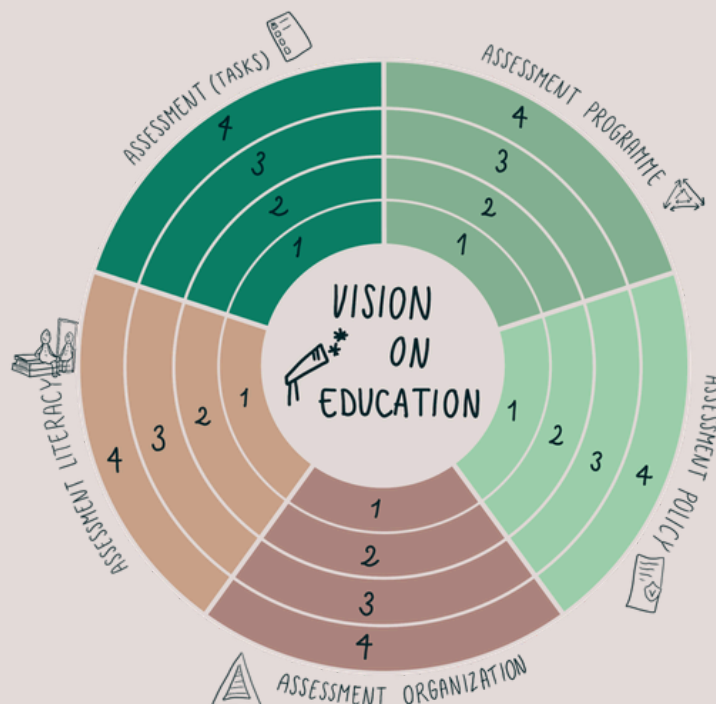 ASSESSMENT (TASKS)
4
3
2
1
ASSESSMENT PROGRAMME
4
3
2
1
VISION
ON
EDUCATION
1
2
3
4
ASSESSMENT POLICY
1
2
3
4
ASSESSMENT ORGANIZATION
1
2
3
4
ASSESSMENT LITERACY